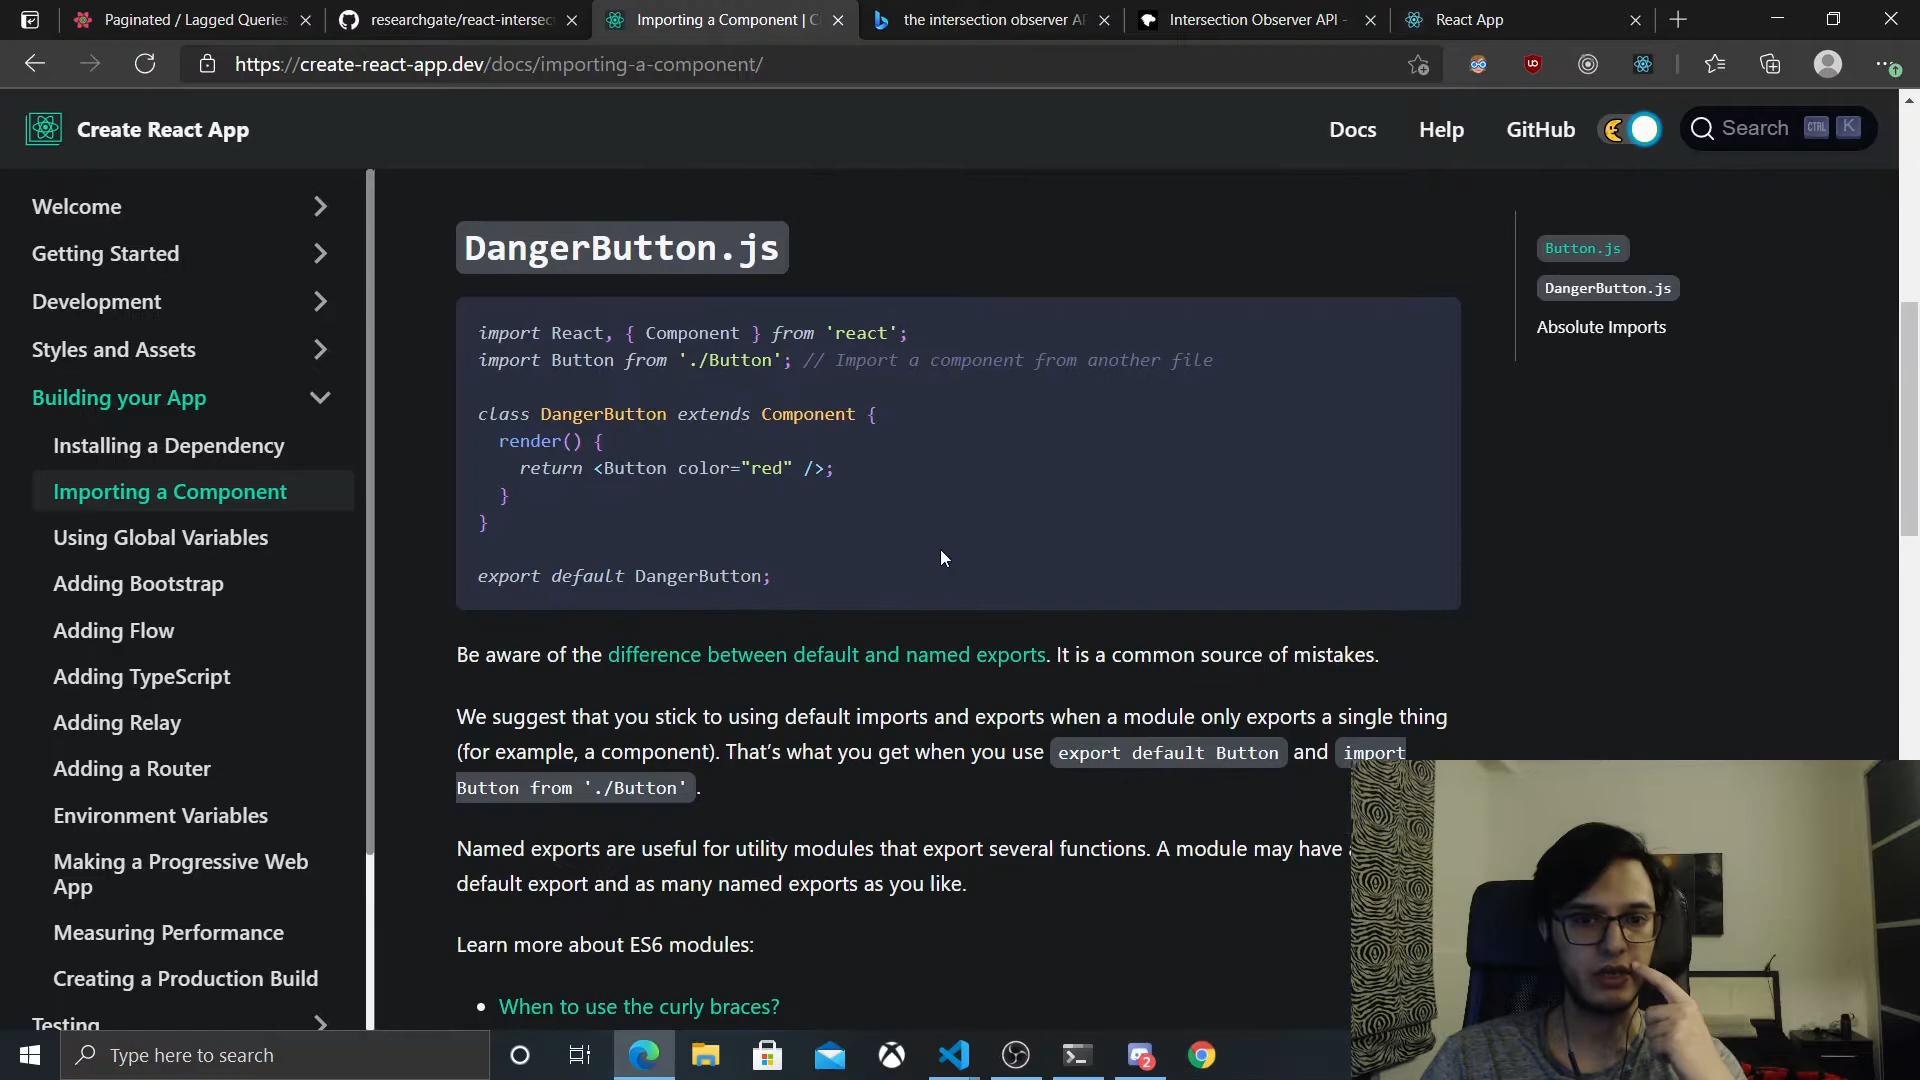 Paginated / Lagged Queries
researchgate/react-intersec
Importing a Component | C
the intersection observer AP
Intersection Observer API -
React App
https://create-react-app.dev/docs/importing-a-component/
Create React App
Docs
Help
GitHub
Search
CTRL
K
Welcome
Getting Started
Development
Styles and Assets
Building your App
Installing a Dependency
Importing a Component
Using Global Variables
Adding Bootstrap
Adding Flow
Adding TypeScript
Adding Relay
Adding a Router
Environment Variables
Making a Progressive Web
App
Measuring Performance
Creating a Production Build
Testing
DangerButton.js
import React, { Component } from 'react';
import Button from './Button'; // Import a component from another file
class DangerButton extends Component {
render() {
return <Button color="red" />;
}
}
export default DangerButton;
Be aware of the difference between default and named exports. It is a common source of mistakes.
We suggest that you stick to using default imports and exports when a module only exports a single thing
(for example, a component). That's what you get when you use export default Button and import
Button from './Button'.
Named exports are useful for utility modules that export several functions. A module may have
default export and as many named exports as you like.
Learn more about ES6 modules:
• When to use the curly braces?
Button.js
DangerButton.js
Absolute Imports
Type here to search
2